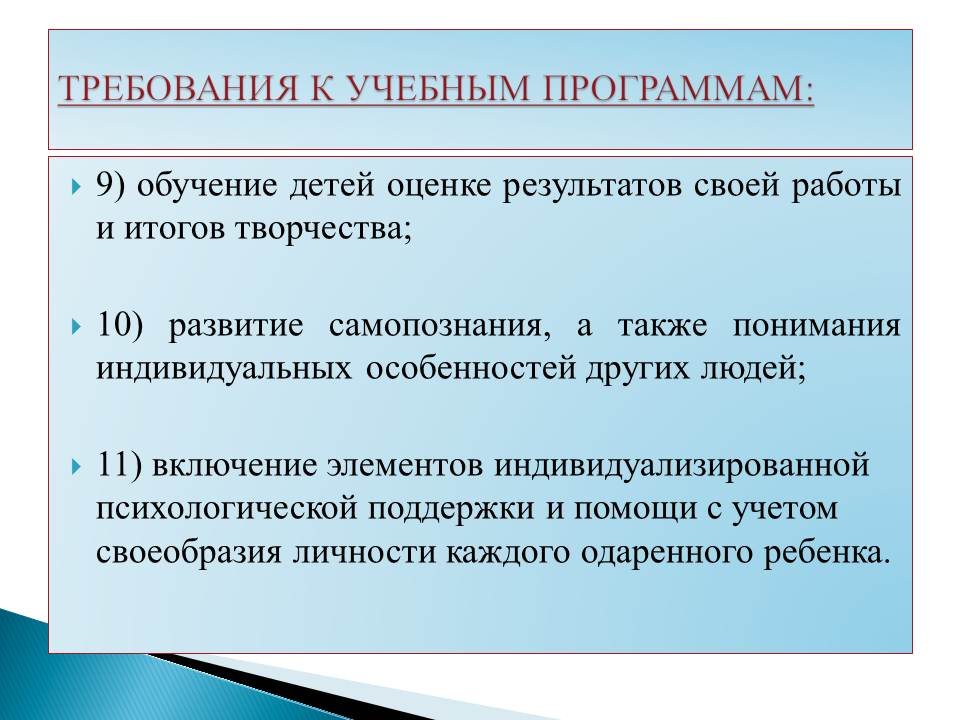 ТРЕБОВАНИЯ К УЧЕБНЫМ ПРОГРАММАМ:
9) обучение детей оценке результатов своей работы
и итогов творчества;
10) развитие самопознания, а также понимания
индивидуальных особенностей других людей;
11) включение элементов индивидуализированной
психологической поддержки и помощи с учетом
своеобразия личности каждого одаренного ребенка.